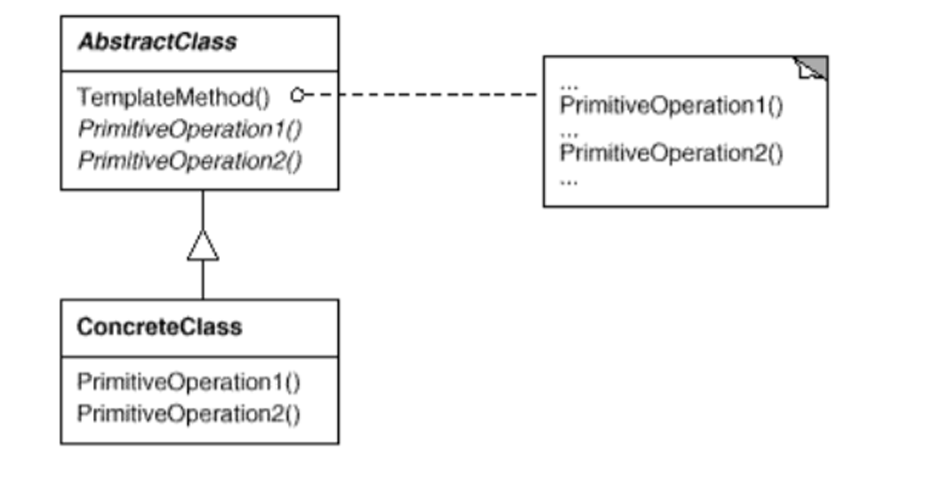 AbstractClass
TemplateMethod()
PrimitiveOperation1()
PrimitiveOperation2()
...
PrimitiveOperation1()
...
PrimitiveOperation2()
...
ConcreteClass
PrimitiveOperation1()
PrimitiveOperation2()